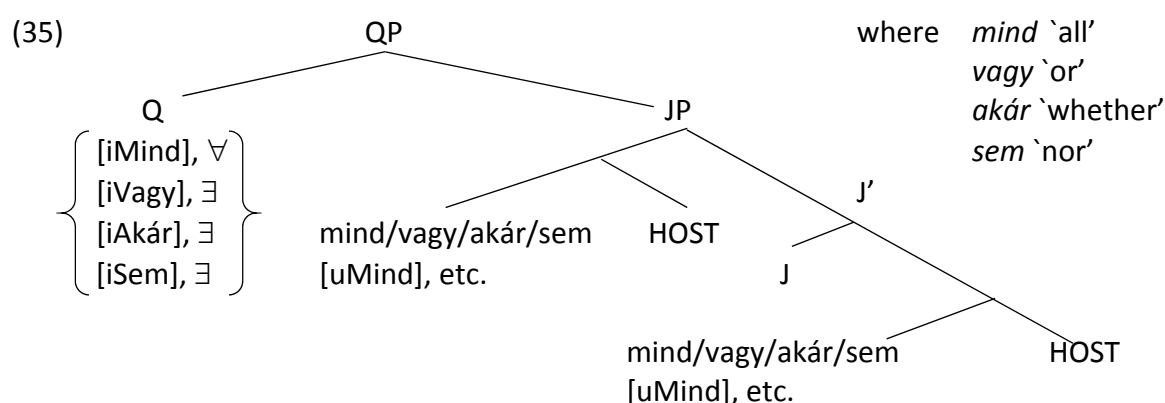 (35) QP where mind `all’
vagy `or’
Q JP akár `whether’
[iMind], ∀ sem `nor’
[iVagy], ∃ J’
[iAkár], ∃ mind/vagy/akár/sem HOST
[iSem], ∃ [uMind], etc. J
mind/vagy/akár/sem HOST
[uMind], etc.